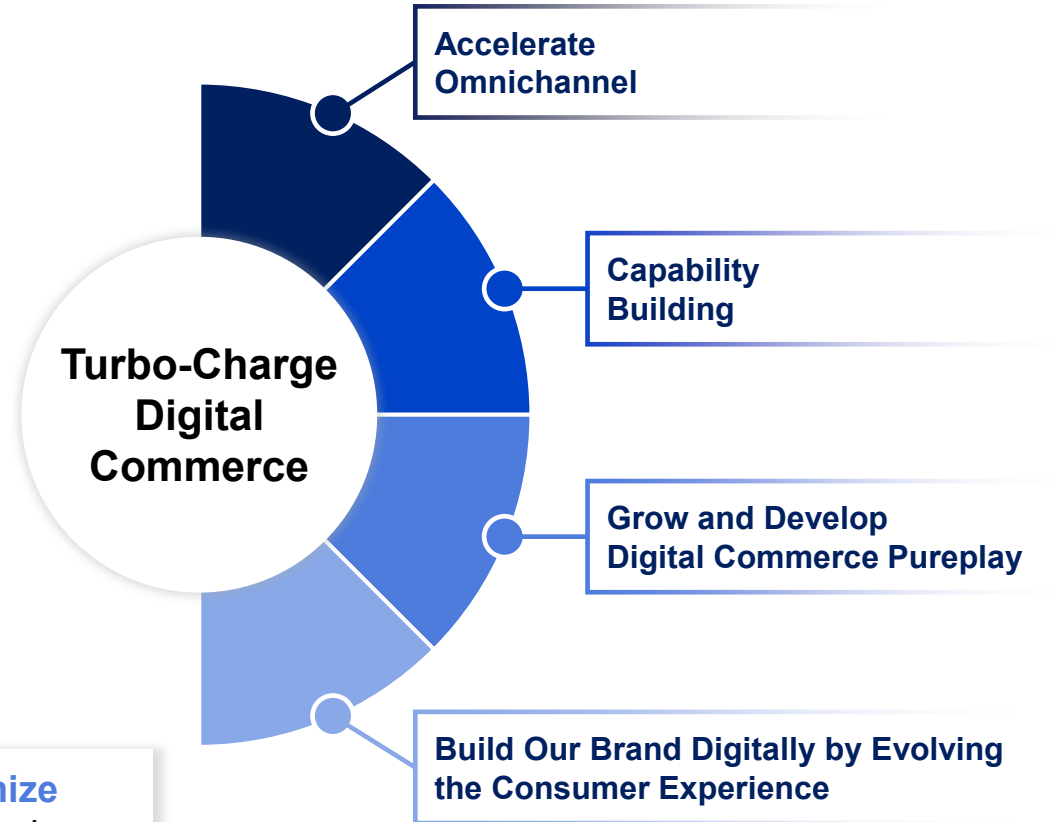 Accelerate
Omnichannel
Capability
Building
Turbo-Charge
Digital
Commerce
Grow and Develop
Digital Commerce Pureplay
Build Our Brand Digitally by Evolving
the Consumer Experience